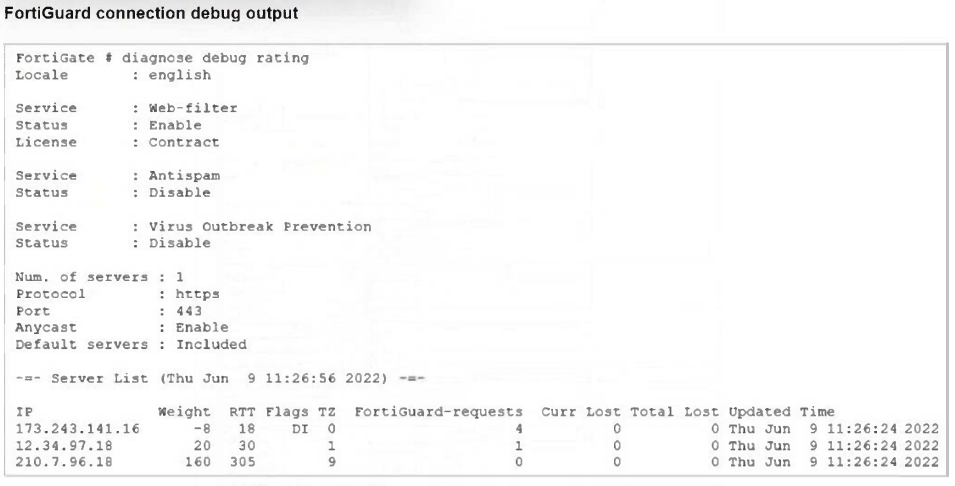 FortiGuard connection debug output
FortiGate # diagnose debug rating
Locale : english
Service : Web-filter
Status : Enable
License : Contract
Service : Antispam
Status : Disable
Service : Virus Outbreak Prevention
Status : Disable
Num. of servers : 1
Protocol : https
Port : 443
Anycast : Enable
Default servers : Included
-=- Server List (Thu Jun 9 11:26:56 2022) -=-
IP Weight RTT Flags TZ FortiGuard-requests Curr Lost Total Lost Updated Time
173.243.141.16 -8 18 DI 0 4 0 0 Thu Jun 9 11:26:24 2022
12.34.97.18 20 30 1 1 0 0 Thu Jun 9 11:26:24 2022
210.7.96.18 160 305 9 0 0 0 Thu Jun 9 11:26:24 2022